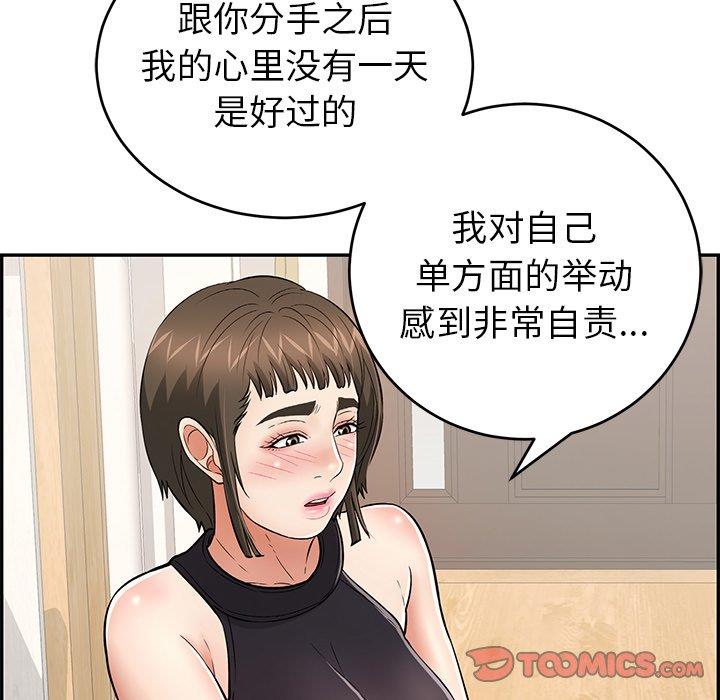 跟你分手之后
我的心里没有一天
是好过的
我对自己
单方面的举动
感到非常自责...
TOOMICS.COM